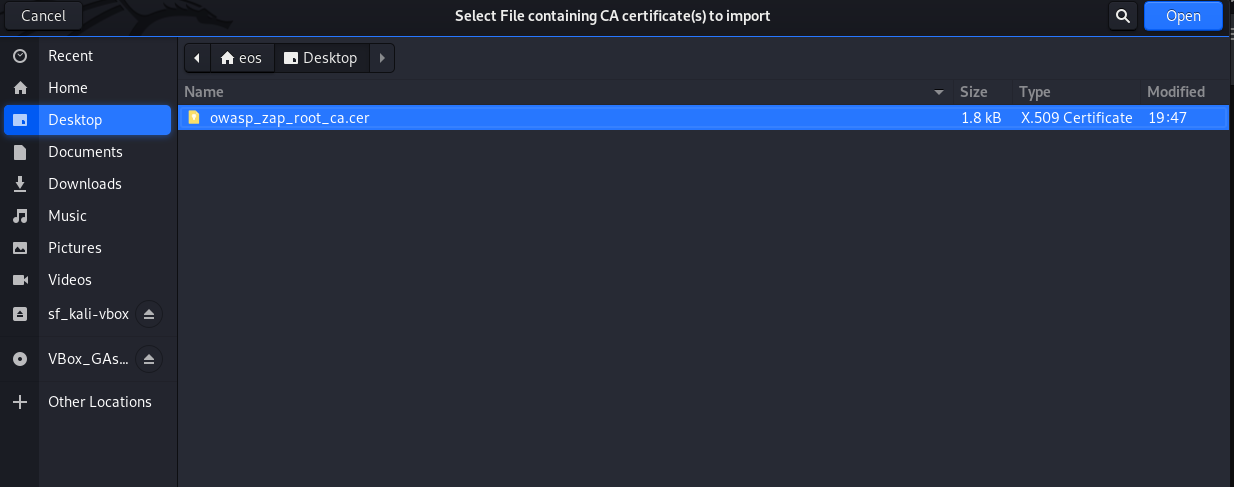 Cancel Select File containing CA certificate(s) to import Open
Recent
Home
Desktop
Documents
Downloads
Music
Pictures
Videos
sf_kali-vbox
VBox_GAs...
Other Locations
eos Desktop
Name Size Type Modified
owasp_zap_root_ca.cer 1.8 kB X.509 Certificate 19:47